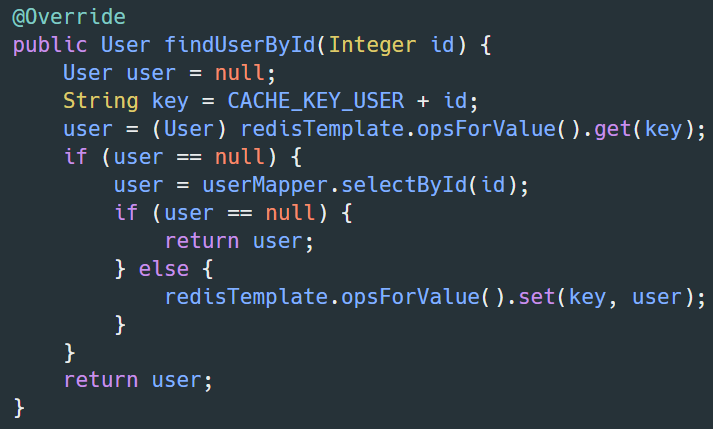 @Override
public User findUserById(Integer id) {
    User user = null;
    String key = CACHE_KEY_USER + id;
    user = (User) redisTemplate.opsForValue().get(key);
    if (user == null) {
        user = userMapper.selectById(id);
        if (user == null) {
            return user;
        } else {
            redisTemplate.opsForValue().set(key, user);
        }
    }
    return user;
}